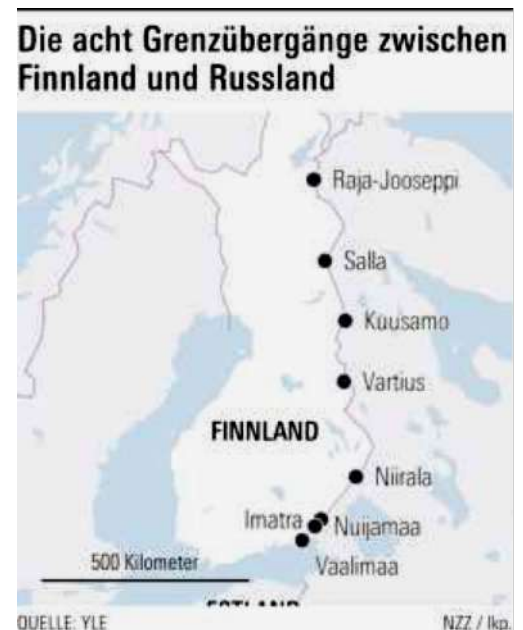 Die acht Grenzübergänge zwischen
Finnland und Russland
Raja-Jooseppi
Salla
Kuusamo
Vartius
FINNLAND
Niirala
Imatra
Nuijamaa
500 Kilometer
Vaalimaa
ESTLAND
QUELLE: YLE
NZZ / lkp.